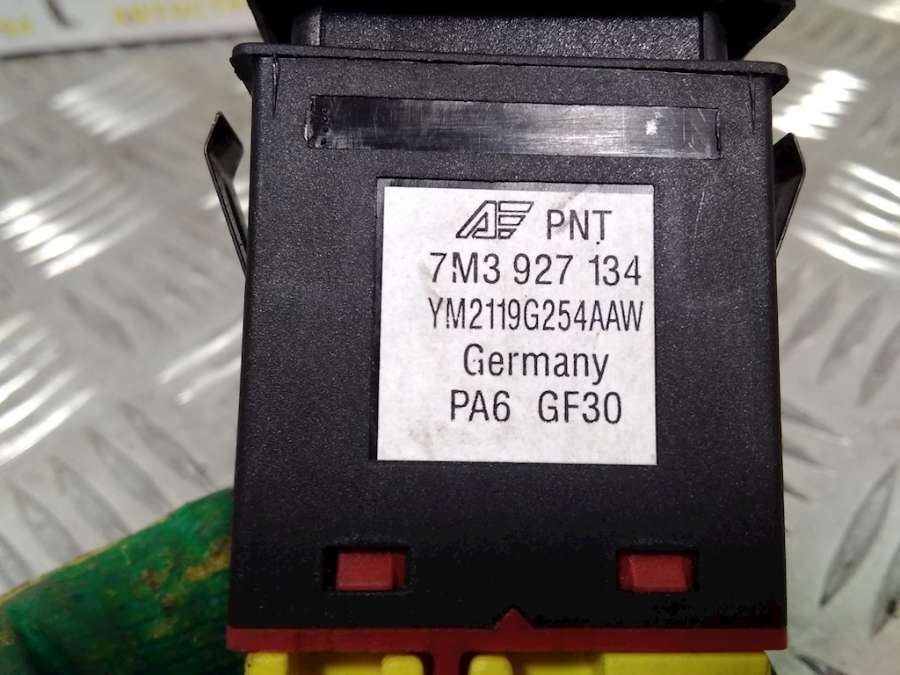 PNT
7M3 927 134
YM2119G254AAW
Germany
PA6 GF30